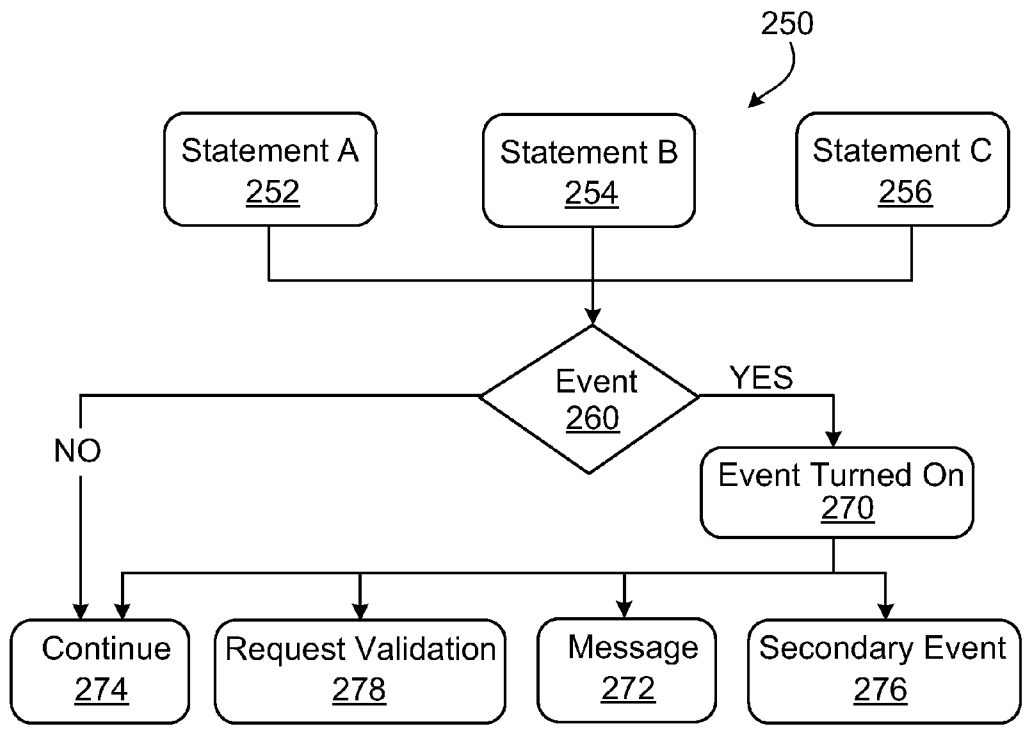 250
Statement A
252
Statement B
254
Statement C
256
Event
260
YES
NO
Event Turned On
270
Continue
274
Request Validation
278
Message
272
Secondary Event
276